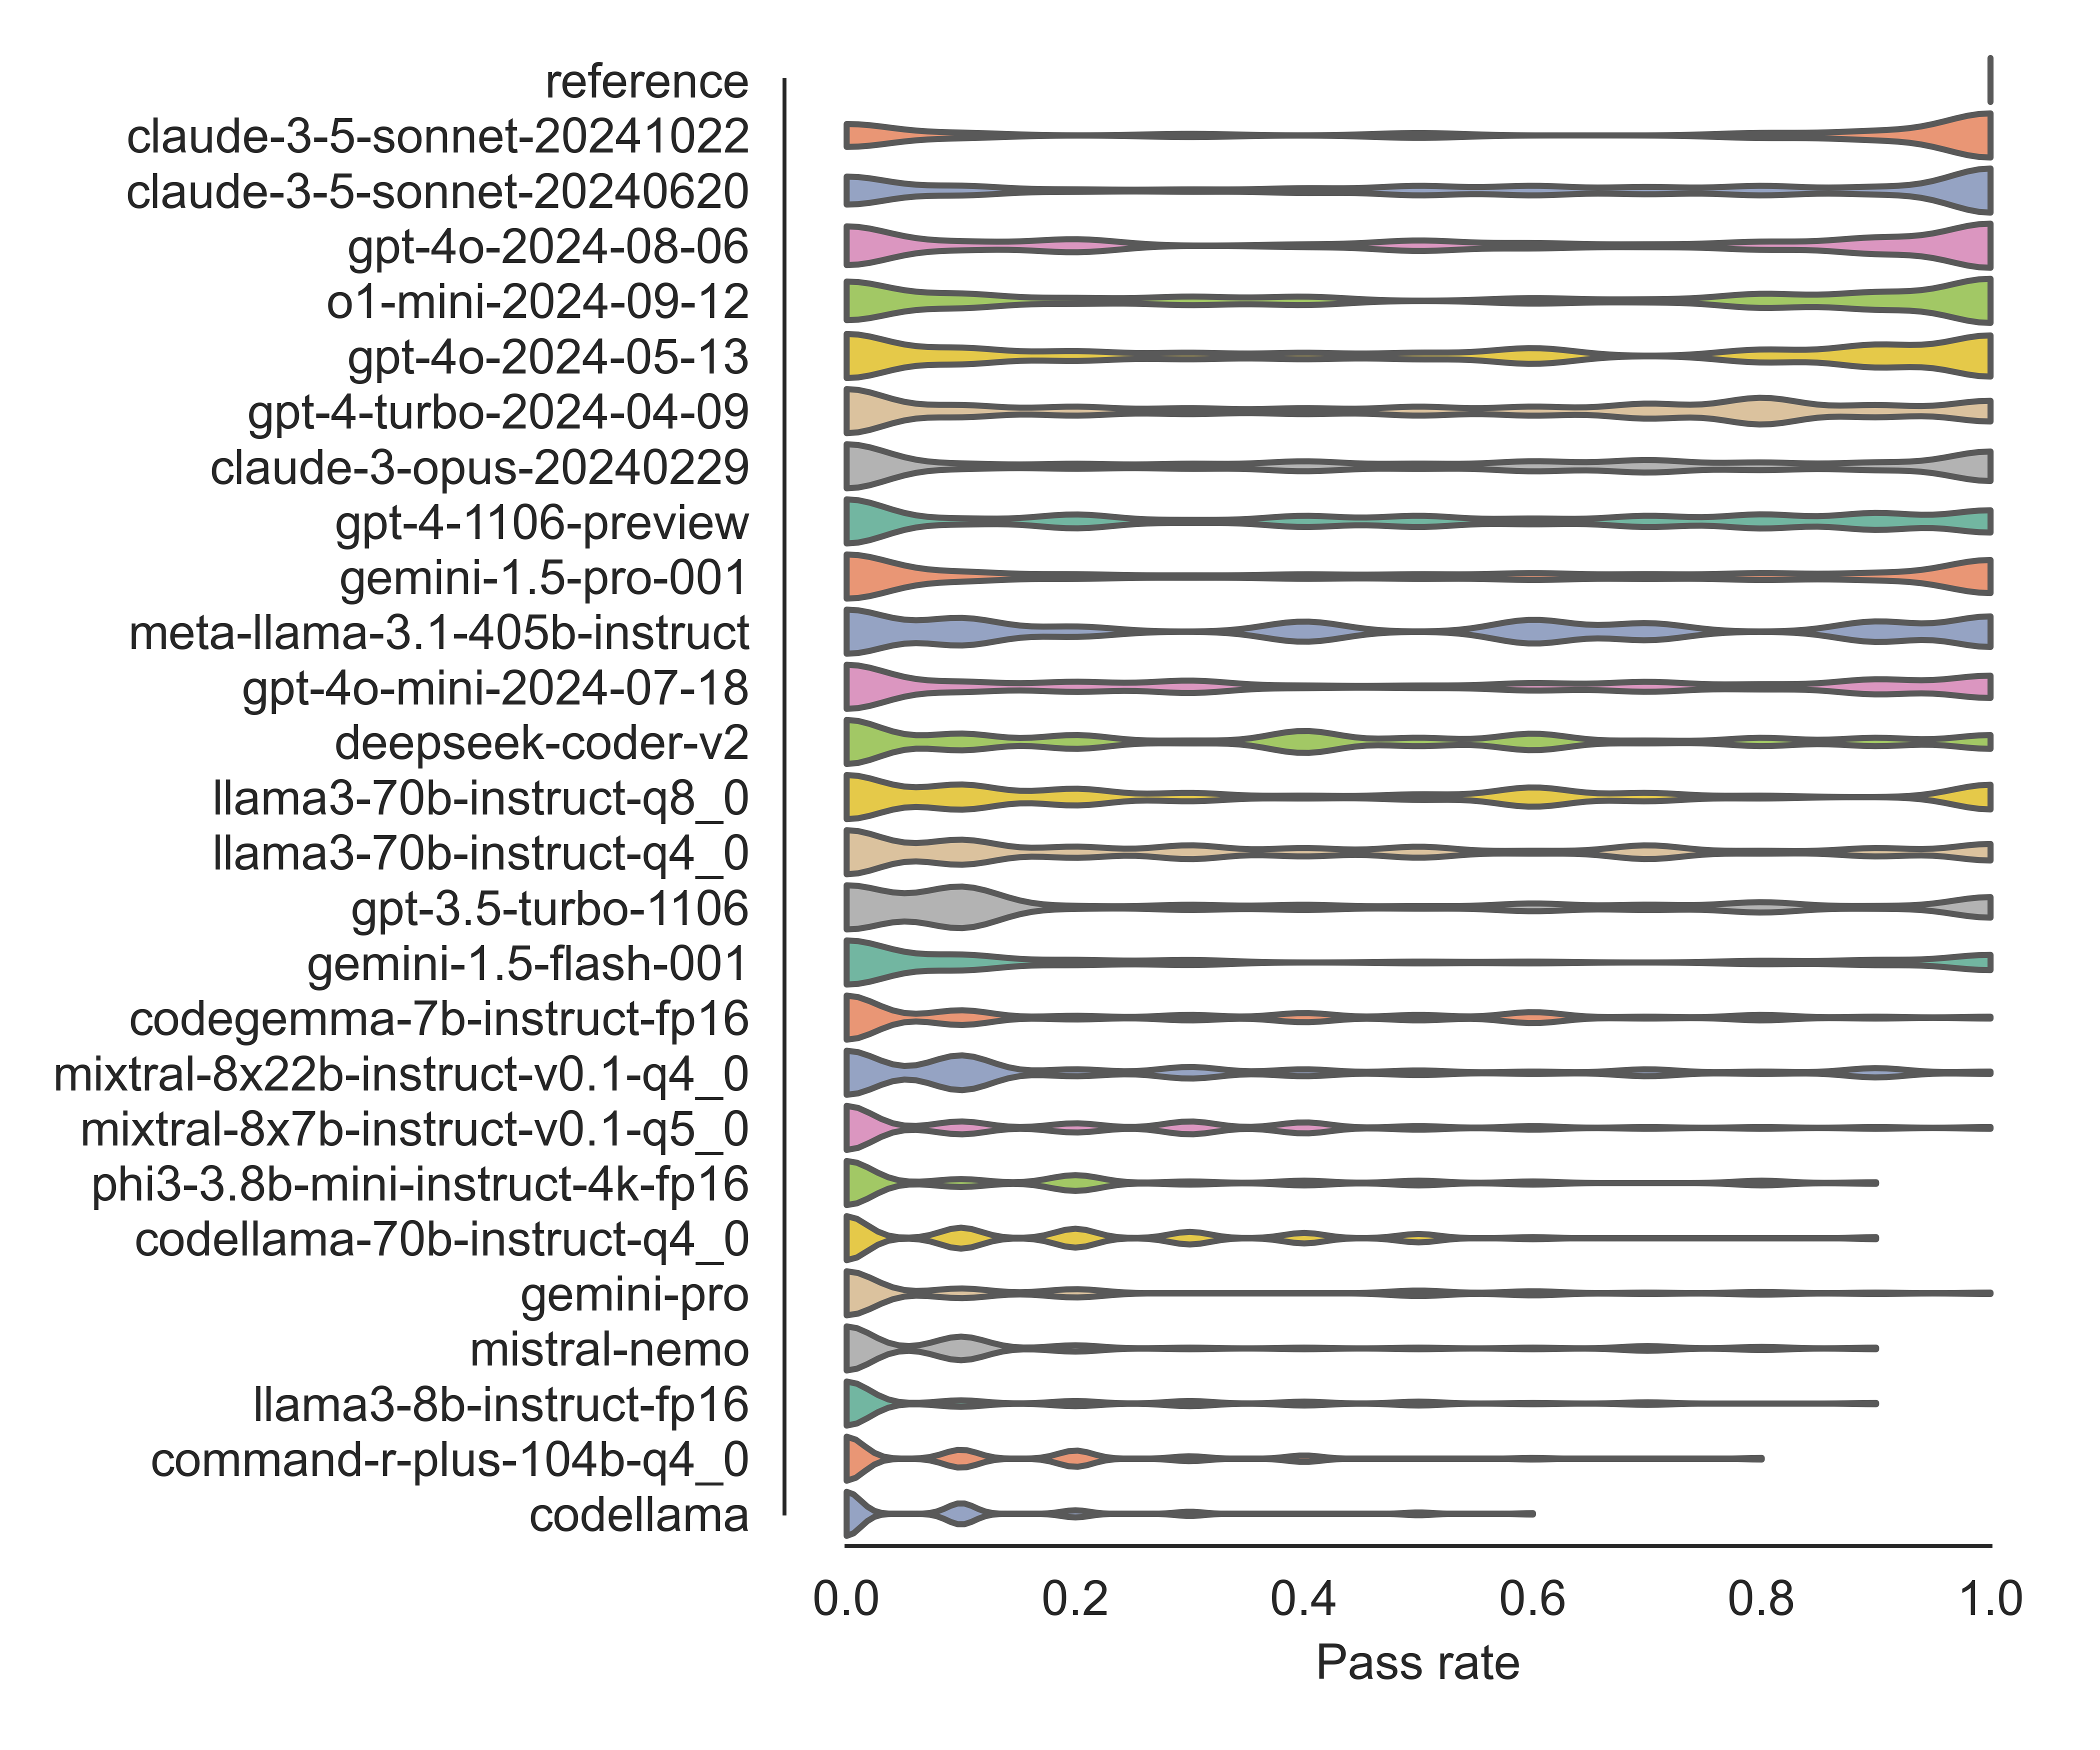 reference
claude-3-5-sonnet-20241022
claude-3-5-sonnet-20240620
gpt-4o-2024-08-06
o1-mini-2024-09-12
gpt-4o-2024-05-13
gpt-4-turbo-2024-04-09
claude-3-opus-20240229
gpt-4-1106-preview
gemini-1.5-pro-001
meta-llama-3.1-405b-instruct
gpt-4o-mini-2024-07-18
deepseek-coder-v2
llama3-70b-instruct-q8_0
llama3-70b-instruct-q4_0
gpt-3.5-turbo-1106
gemini-1.5-flash-001
codegemma-7b-instruct-fp16
mixtral-8x22b-instruct-v0.1-q4_0
mixtral-8x7b-instruct-v0.1-q5_0
phi3-3.8b-mini-instruct-4k-fp16
codellama-70b-instruct-q4_0
gemini-pro
mistral-nemo
llama3-8b-instruct-fp16
command-r-plus-104b-q4_0
codellama
0.0 0.2 0.4 0.6 0.8 1.0
Pass rate